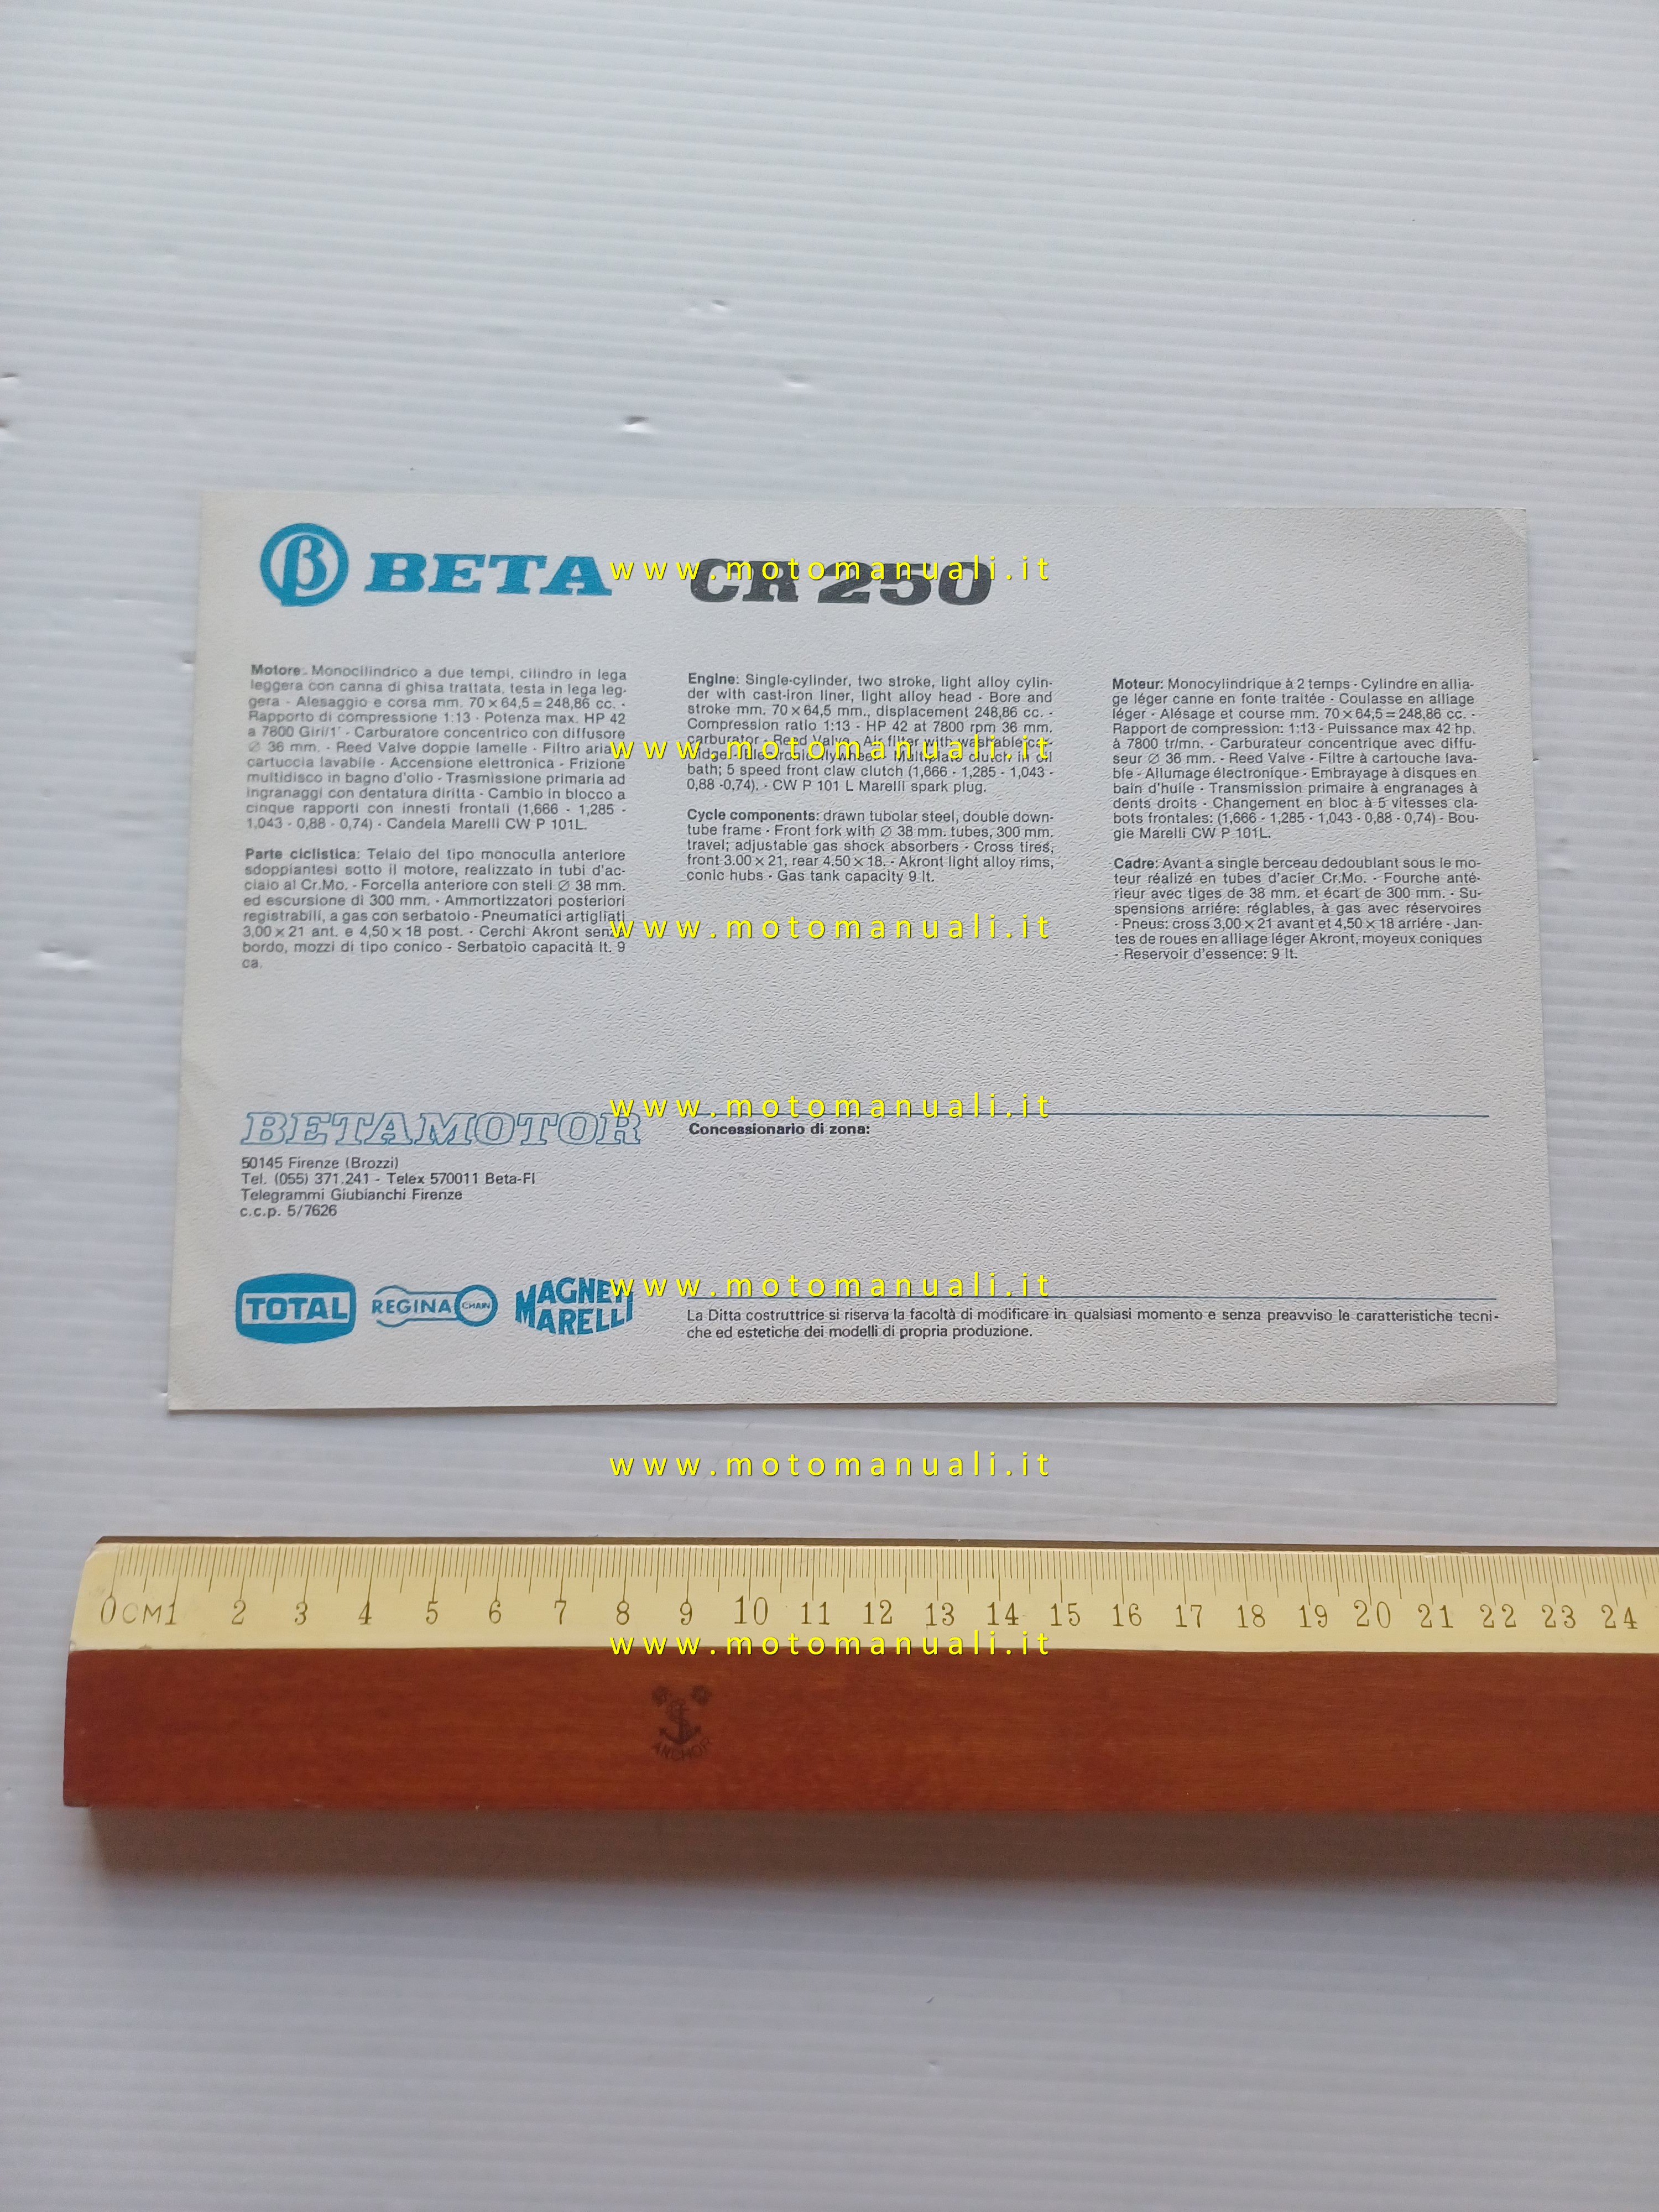 β BETA CR 250
Motore: Monocilindrico a due tempi, cilindro in lega
leggera con canna di ghisa trattata, testa in lega leg-
gera - Alesaggio e corsa mm. 70 × 64,5 = 248,86 cc. -
Rapporto di compressione 1:13 - Potenza max. HP 42
a 7800 Giri/1' - Carburatore concentrico con diffusore
∅ 36 mm. - Reed Valve doppie lamelle - Filtro aria a
cartuccia lavabile - Accensione elettronica - Frizione
multidisco in bagno d'olio - Trasmissione primaria ad
ingranaggi con dentatura diritta - Cambio in blocco a
cinque rapporti con innesti frontali (1,666 - 1,285 -
1,043 - 0,88 - 0,74) - Candela Marelli CW P 101L.
Parte ciclistica: Telaio del tipo monoculla anteriore
sdoppiantesi sotto il motore, realizzato in tubi d'ac-
ciaio al Cr.Mo. - Forcella anteriore con steli ∅ 38 mm.
ed escursione di 300 mm. - Ammortizzatori posteriori
registrabili, a gas con serbatoio - Pneumatici artigliati
3,00 × 21 ant. e 4,50 × 18 post. - Cerchi Akront senza
bordo, mozzi di tipo conico - Serbatoio capacità lt. 9
ca.
Engine: Single-cylinder, two stroke, light alloy cylin-
der with cast-iron liner, light alloy head - Bore and
stroke mm. 70 × 64,5 mm., displacement 248,86 cc. -
Compression ratio 1:13 - HP 42 at 7800 rpm 36 mm.
carburator - Reed Valve - Air filter with washable
flywheel - Multiplate clutch in oil
bath; 5 speed front claw clutch (1,666 - 1,285 - 1,043 -
0,88 -0,74). - CW P 101 L Marelli spark plug.
Cycle components: drawn tubolar steel, double down-
tube frame - Front fork with ∅ 38 mm. tubes, 300 mm.
travel; adjustable gas shock absorbers - Cross tires,
front 3.00 × 21, rear 4,50 × 18. - Akront light alloy rims,
conic hubs - Gas tank capacity 9 lt.
Moteur: Monocylindrique à 2 temps - Cylindre en allia-
ge léger canne en fonte traitée - Coulasse en alliage
léger - Alésage et course mm. 70 × 64,5 = 248,86 cc. -
Rapport de compression: 1:13 - Puissance max 42 hp.
à 7800 tr/mn. - Carburateur concentrique avec diffu-
seur ∅ 36 mm. - Reed Valve - Filtre à cartouche lava-
ble - Allumage électronique - Embrayage à disques en
bain d'huile - Transmission primaire à engranages à
dents droits - Changement en bloc à 5 vitesses cla-
bots frontales: (1,666 - 1,285 - 1,043 - 0,88 - 0,74) - Bou-
gie Marelli CW P 101L.
Cadre: Avant a single berceau dedoublant sous le mo-
teur réalizé en tubes d'acier Cr.Mo. - Fourche anté-
rieur avec tiges de 38 mm. et écart de 300 mm. - Su-
spensions arriére: réglables, à gas avec réservoires
- Pneus: cross 3,00 × 21 avant et 4,50 × 18 arriére - Jan-
tes de roues en alliage léger Akront, moyeux coniques
- Reservoir d'essence: 9 lt.
BETAMOTOR
50145 Firenze (Brozzi)
Tel. (055) 371.241 - Telex 570011 Beta-FI
Telegrammi Giubianchi Firenze
c.c.p. 5/7626
Concessionario di zona:
TOTAL
REGINA CHAIN
MAGNETI
MARELLI
La Ditta costruttrice si riserva la facoltà di modificare in qualsiasi momento e senza preavviso le caratteristiche tecni-
che ed estetiche dei modelli di propria produzione.
www.motomanuali.it
www.motomanuali.it
www.motomanuali.it
www.motomanuali.it
www.motomanuali.it
www.motomanuali.it
www.motomanuali.it
0CM1 2 3 4 5 6 7 8 9 10 11 12 13 14 15 16 17 18 19 20 21 22 23 24
ANCHOR